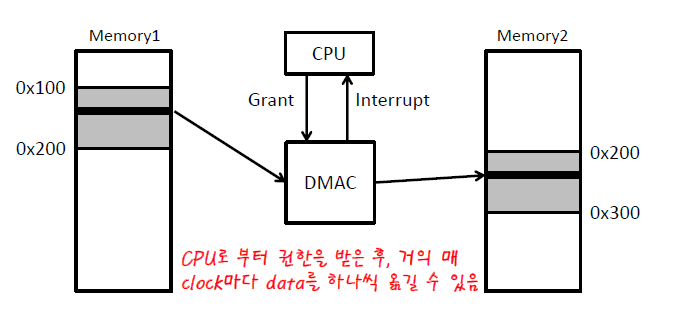 Memory1
CPU
Memory2
0x100
Grant
Interrupt
0x200
DMAC
0x200
0x300
CPU로 부터 권한을 받은 후, 거의 매
clock마다 data를 하나씩 옮길 수 있음